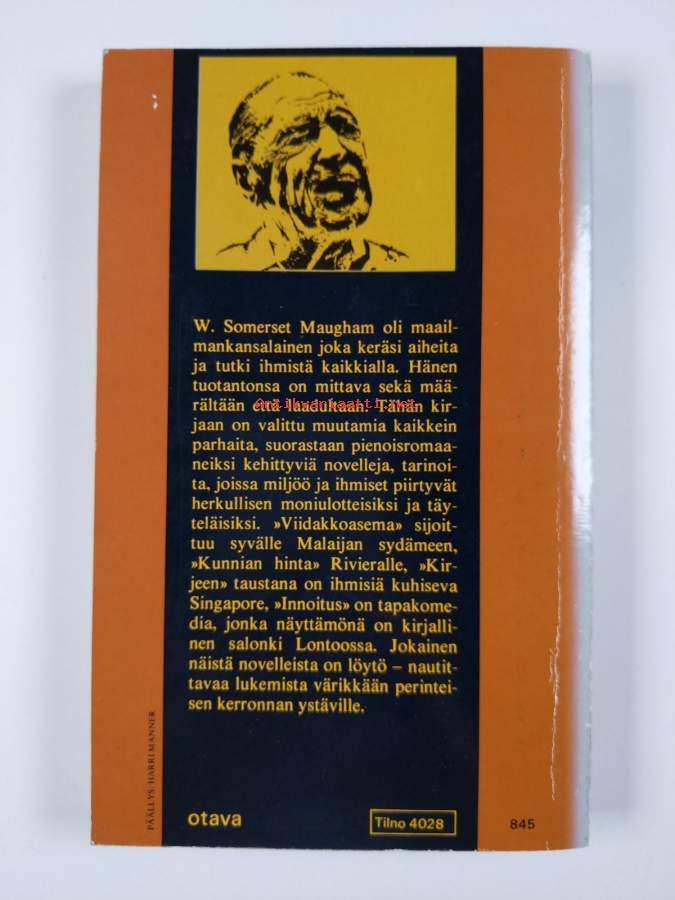 W. Somerset Maugham oli maail-
mankansalainen joka keräsi aiheita
ja tutki ihmistä kaikkialla. Hänen
tuotantonsa on mittava sekä mää-
rältään että laadultaan. Tähän kir-
jaan on valittu muutamia kaikkein
parhaita, suorastaan pienoisromaa-
neiksi kehittyviä novelleja, tarinoi-
ta, joissa miljöö ja ihmiset piirtyvät
herkullisen moniulotteisiksi ja täy-
teläisiksi. »Viidakkoasema» sijoit-
tuu syvälle Malaijan sydämeen,
»Kunnian hinta» Rivieralle, »Kir-
jeen» taustana on ihmisiä kuhiseva
Singapore, »Innoitus» on tapakome-
dia, jonka näyttämönä on kirjalli-
nen salonki Lontoossa. Jokainen
näistä novelleista on löytö – nautit-
tavaa lukemista värikkään perintei-
sen kerronnan ystäville.
PÄÄLLYS: HARRI MANNER
otava
Tilno 4028
845